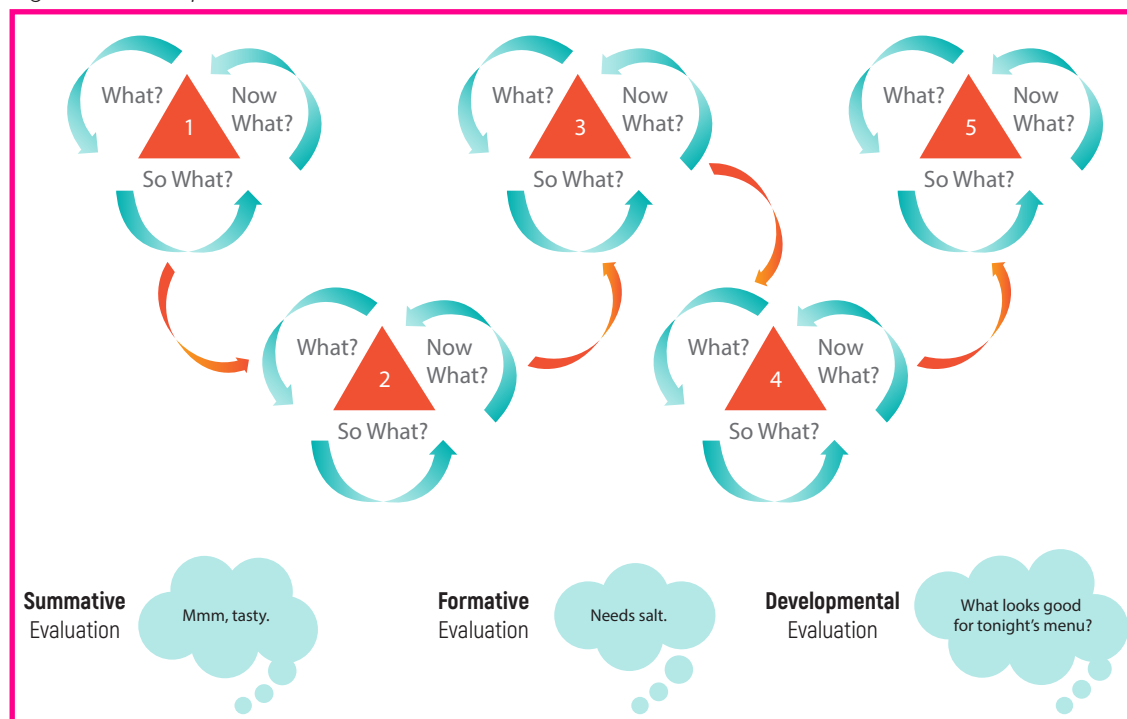 What?
Now
What?
1
So What?
What?
Now
What?
3
So What?
What?
Now
What?
5
So What?
What?
Now
What?
2
So What?
What?
Now
What?
4
So What?
Summative
Evaluation
Mmm, tasty.
Formative
Evaluation
Needs salt.
Developmental
Evaluation
What looks good
for tonight’s menu?